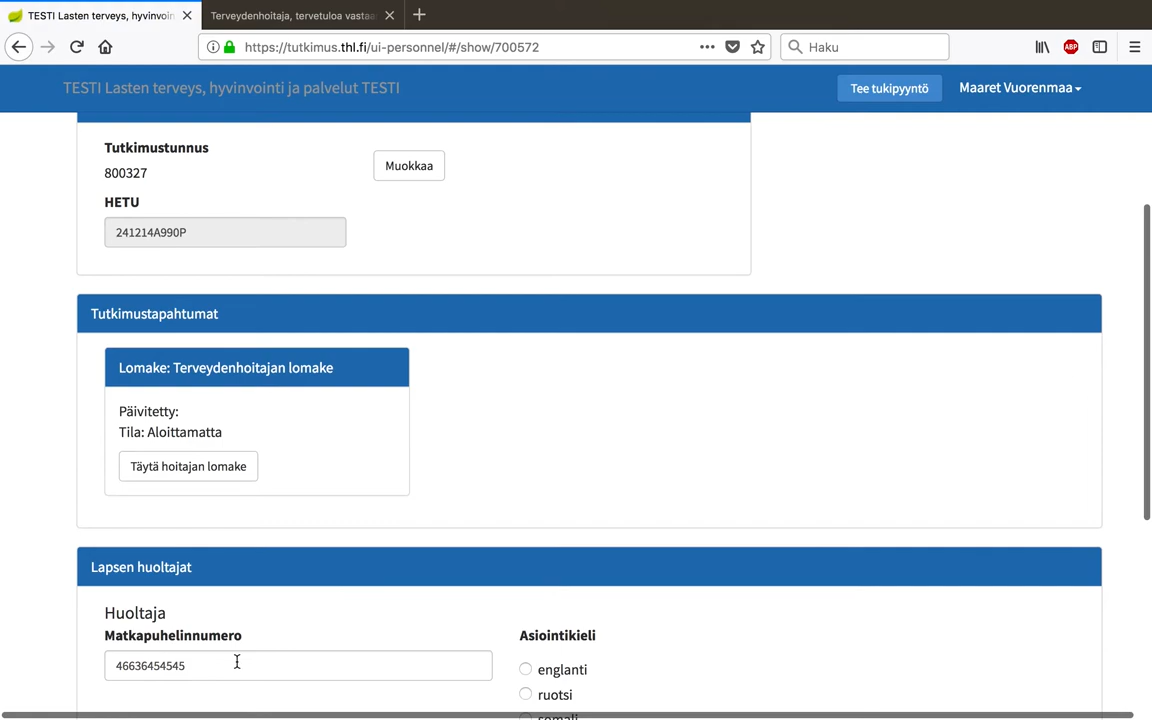 TESTI Lasten terveys, hyvinvoin
Terveydenhoitaja, tervetuloa vastaa
https://tutkimus.thl.fi/ui-personnel/#/show/700572
Haku
ABP
TESTI Lasten terveys, hyvinvointi ja palvelut TESTI
Tee tukipyyntö
Maaret Vuorenmaa
Tutkimustunnus
800327
Muokkaa
HETU
241214A990P
Tutkimustapahtumat
Lomake: Terveydenhoitajan lomake
Päivitetty:
Tila: Aloittamatta
Täytä hoitajan lomake
Lapsen huoltajat
Huoltaja
Matkapuhelinnumero
Asiointikieli
46636454545
englanti
ruotsi
somali